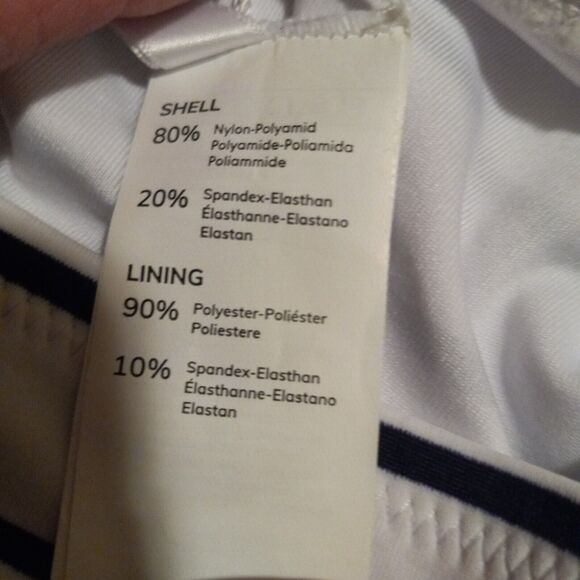 SHELL
80% Nylon-Polyamid
Polyamide-Poliamida
Poliammide
20% Spandex-Elasthan
Élasthanne-Elastano
Elastan
LINING
90% Polyester-Poliéster
Poliestere
10% Spandex-Elasthan
Élasthanne-Elastano
Elastan